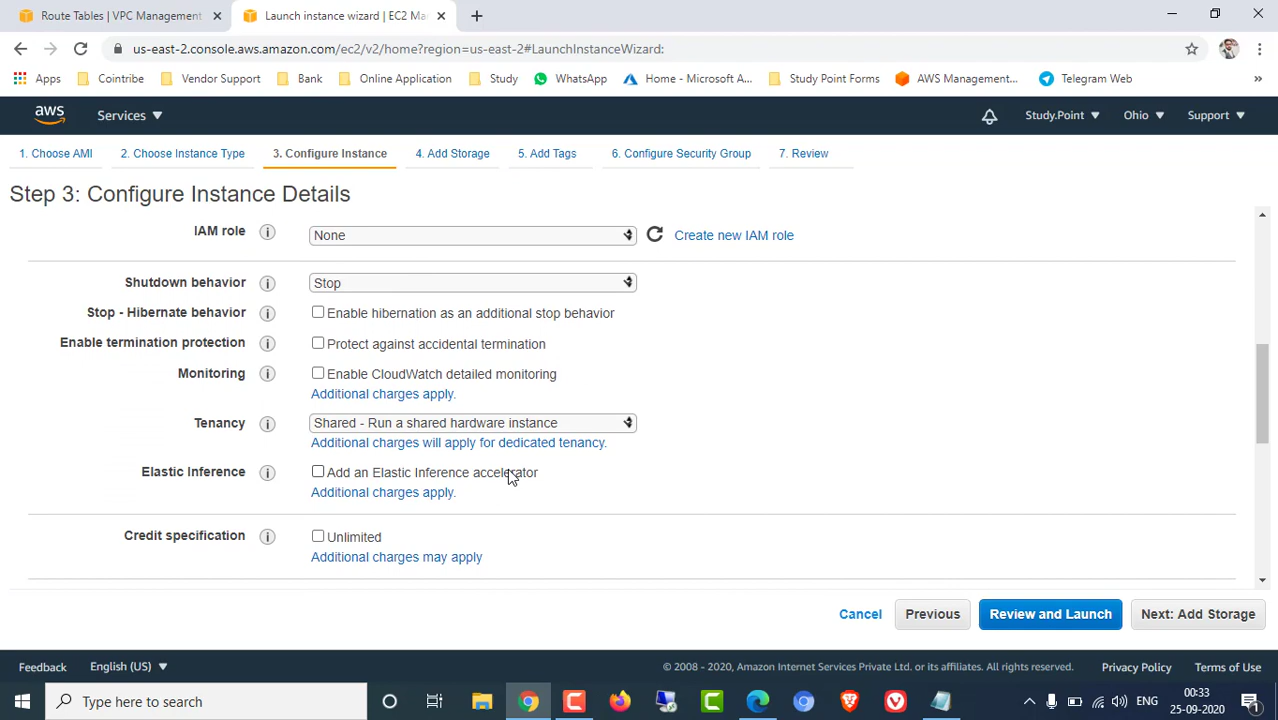 Route Tables | VPC Management
Launch instance wizard | EC2 Ma
us-east-2.console.aws.amazon.com/ec2/v2/home?region=us-east-2#LaunchInstanceWizard:
Apps Cointribe Vendor Support Bank Online Application Study WhatsApp Home - Microsoft A... Study Point Forms AWS Management... Telegram Web »
aws Services Study.Point Ohio Support
1. Choose AMI 2. Choose Instance Type 3. Configure Instance 4. Add Storage 5. Add Tags 6. Configure Security Group 7. Review
Step 3: Configure Instance Details
IAM role i None Create new IAM role
Shutdown behavior i Stop
Stop - Hibernate behavior i Enable hibernation as an additional stop behavior
Enable termination protection i Protect against accidental termination
Monitoring i Enable CloudWatch detailed monitoring
Additional charges apply.
Tenancy i Shared - Run a shared hardware instance
Additional charges will apply for dedicated tenancy.
Elastic Inference i Add an Elastic Inference accelerator
Additional charges apply.
Credit specification i Unlimited
Additional charges may apply
Cancel Previous Review and Launch Next: Add Storage
Feedback English (US) © 2008 - 2020, Amazon Internet Services Private Ltd. or its affiliates. All rights reserved. Privacy Policy Terms of Use
Type here to search
ENG
00:33
25-09-2020
1